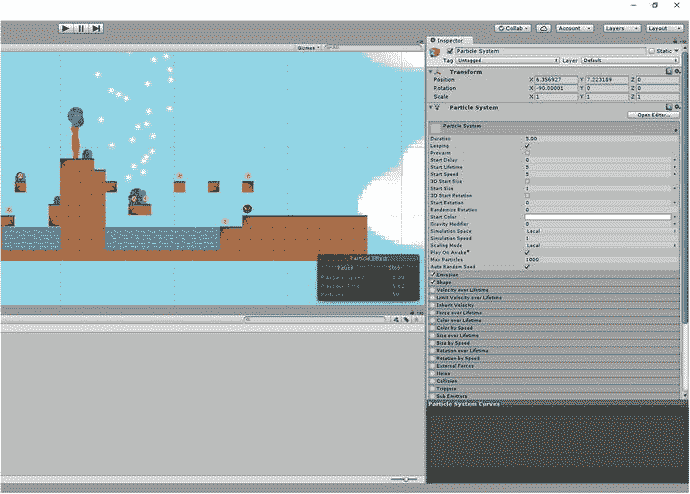 Collab
Account
Layers
Layout
Gizmos
Inspector
Particle System
Static
Tag Untagged Layer Default
Transform
Position X 6.356927 Y 7.223189 Z 0
Rotation X -90.00001 Y 0 Z 0
Scale X 1 Y 1 Z 1
Particle System
Open Editor...
Particle System
Duration 5.00
Looping
Prewarm
Start Delay 0
Start Lifetime 5
Start Speed 5
3D Start Size
Start Size 1
3D Start Rotation
Start Rotation 0
Randomize Rotation 0
Start Color
Gravity Modifier 0
Simulation Space Local
Simulation Speed 1
Scaling Mode Local
Play On Awake*
Max Particles 1000
Auto Random Seed
Emission
Shape
Velocity over Lifetime
Limit Velocity over Lifetime
Inherit Velocity
Force over Lifetime
Color over Lifetime
Color by Speed
Size over Lifetime
Size by Speed
Rotation over Lifetime
Rotation by Speed
External Forces
Noise
Collision
Triggers
Sub Emitters
Particle System Curves
Particle Effect
Pause Stop